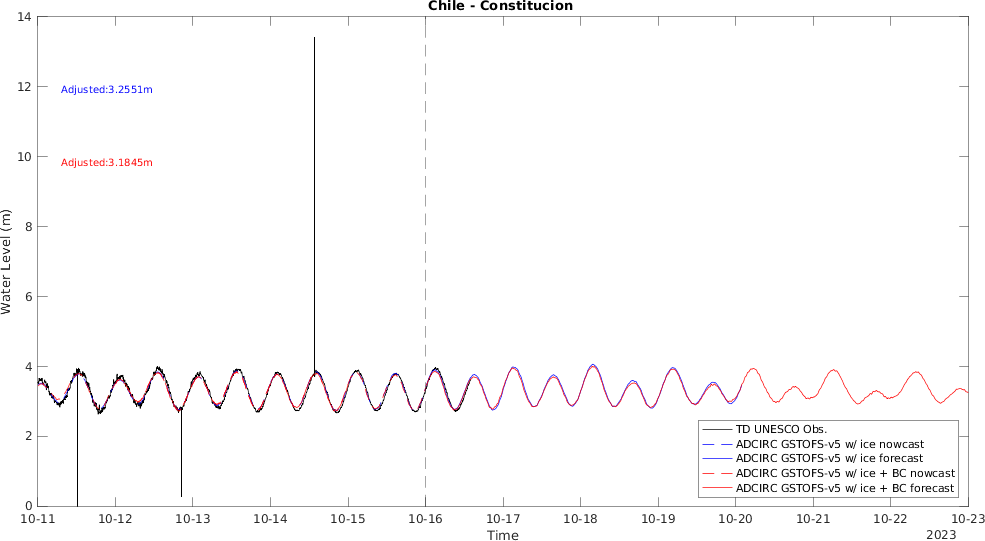 Chile - Constitucion
14
12
10
8
6
4
2
0
Water Level (m)
Adjusted:3.2551m
Adjusted:3.1845m
TD UNESCO Obs.
ADCIRC GSTOFS-v5 w/ ice nowcast
ADCIRC GSTOFS-v5 w/ ice forecast
ADCIRC GSTOFS-v5 w/ ice + BC nowcast
ADCIRC GSTOFS-v5 w/ ice + BC forecast
10-11 10-12 10-13 10-14 10-15 10-16 10-17 10-18 10-19 10-20 10-21 10-22 10-23
Time
2023